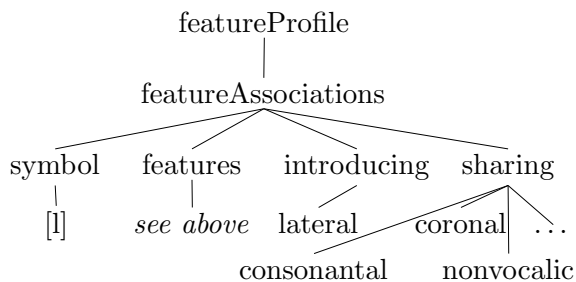 featureProfile
featureAssociations
symbol features introducing sharing
[l] see above lateral coronal ...
consonantal nonvocalic